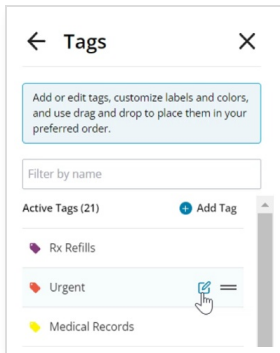 Tags
Add or edit tags, customize labels and colors,
and use drag and drop to place them in your
preferred order.
Filter by name
Active Tags (21) Add Tag
Rx Refills
Urgent
Medical Records